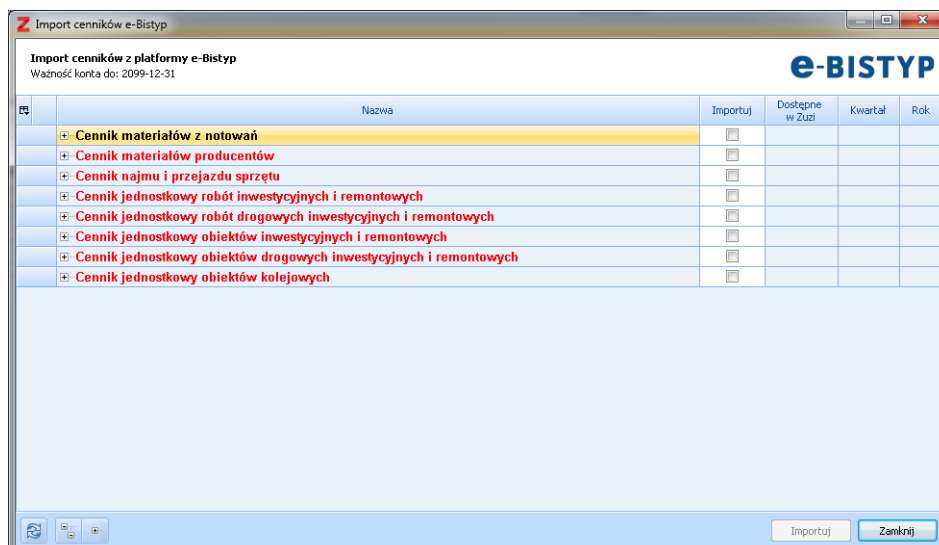 Import cenników e-Bistyp
Import cenników z platformy e-Bistyp
Ważność konta do: 2099-12-31
e-BISTYP
Nazwa
Importuj
Dostępne
w Zuzi
Kwartał
Rok
Cennik materiałów z notowań
Cennik materiałów producentów
Cennik najmu i przejazdu sprzętu
Cennik jednostkowy robót inwestycyjnych i remontowych
Cennik jednostkowy robót drogowych inwestycyjnych i remontowych
Cennik jednostkowy obiektów inwestycyjnych i remontowych
Cennik jednostkowy obiektów drogowych inwestycyjnych i remontowych
Cennik jednostkowy obiektów kolejowych
Importuj
Zamknij